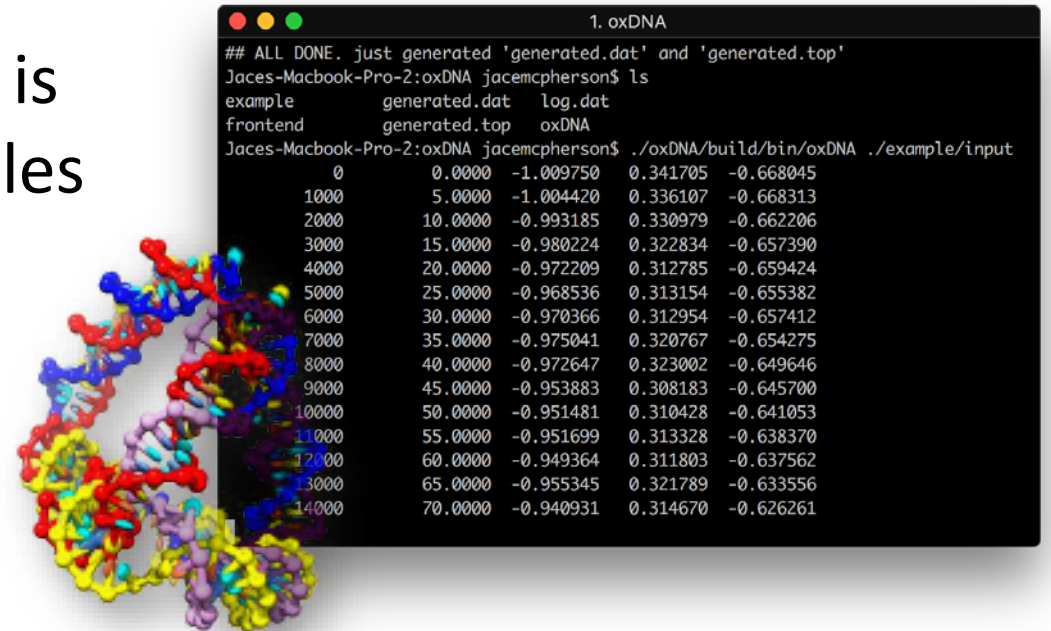 is
les
1. oxDNA
## ALL DONE. just generated 'generated.dat' and 'generated.top'
Jaces-Macbook-Pro-2:oxDNA jacemcpherson$ ls
example generated.dat log.dat
frontend generated.top oxDNA
Jaces-Macbook-Pro-2:oxDNA jacemcpherson$ ./oxDNA/build/bin/oxDNA ./example/input
0 0.0000 -1.009750 0.341705 -0.668045
1000 5.0000 -1.004420 0.336107 -0.668313
2000 10.0000 -0.993185 0.330979 -0.662206
3000 15.0000 -0.980224 0.322834 -0.657390
4000 20.0000 -0.972209 0.312785 -0.659424
5000 25.0000 -0.968536 0.313154 -0.655382
6000 30.0000 -0.970366 0.312954 -0.657412
7000 35.0000 -0.975041 0.320767 -0.654275
8000 40.0000 -0.972647 0.323002 -0.649646
9000 45.0000 -0.953883 0.308183 -0.645700
10000 50.0000 -0.951481 0.310428 -0.641053
11000 55.0000 -0.951699 0.313328 -0.638370
12000 60.0000 -0.949364 0.311803 -0.637562
13000 65.0000 -0.955345 0.321789 -0.633556
14000 70.0000 -0.940931 0.314670 -0.626261